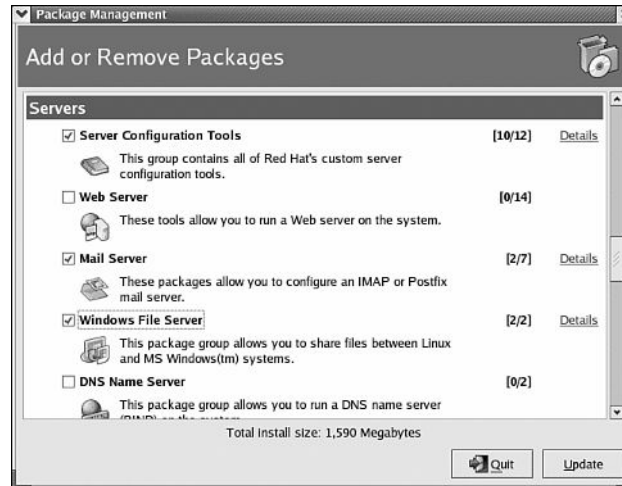 Package Management
Add or Remove Packages
Servers
Server Configuration Tools [10/12] Details
This group contains all of Red Hat's custom server
configuration tools.
Web Server [0/14]
These tools allow you to run a Web server on the system.
Mail Server [2/7] Details
These packages allow you to configure an IMAP or Postfix
mail server.
Windows File Server [2/2] Details
This package group allows you to share files between Linux
and MS Windows(tm) systems.
DNS Name Server [0/2]
This package group allows you to run a DNS name server
Total install size: 1,590 Megabytes
Quit Update